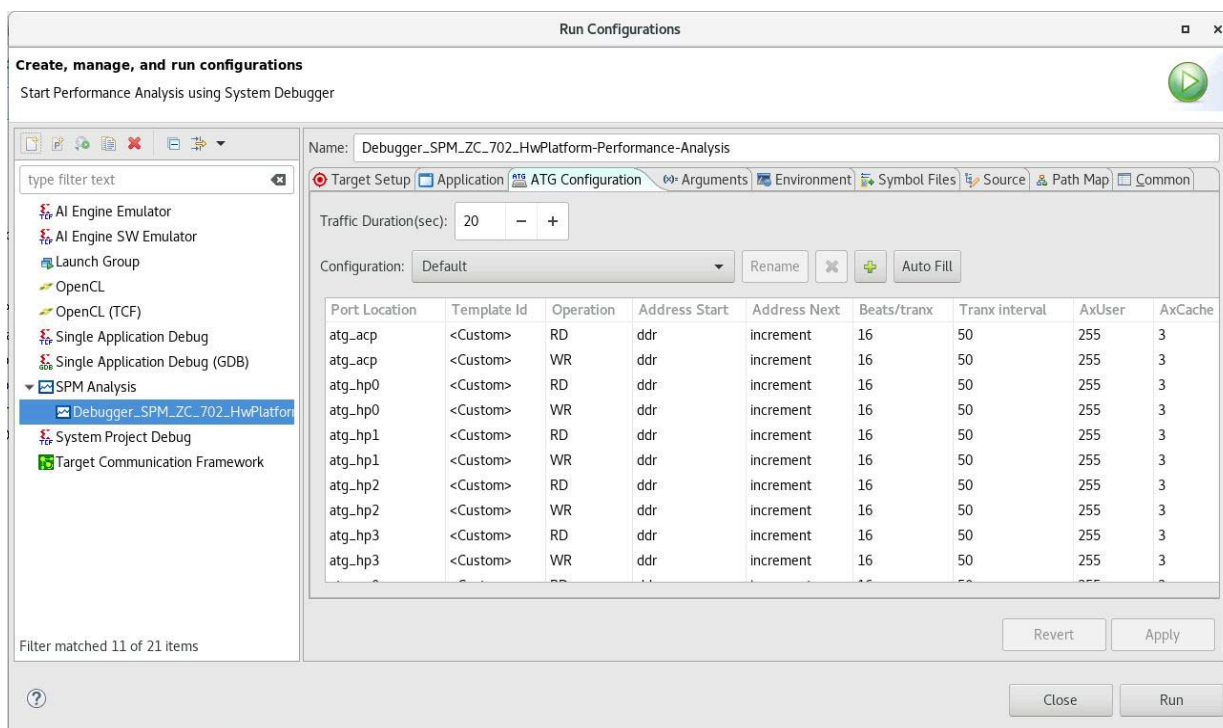 Run Configurations
Create, manage, and run configurations
Start Performance Analysis using System Debugger
Name: Debugger_SPM_ZC_702_HwPlatform-Performance-Analysis
type filter text
Target Setup Application ATG Configuration Arguments Environment Symbol Files Source Path Map Common
AI Engine Emulator
AI Engine SW Emulator
Launch Group
OpenCL
OpenCL (TCF)
Single Application Debug
Single Application Debug (GDB)
SPM Analysis
Debugger_SPM_ZC_702_HwPlatfor
System Project Debug
Target Communication Framework
Filter matched 11 of 21 items
Traffic Duration(sec): 20 − +
Configuration: Default Rename Auto Fill
Port Location Template Id Operation Address Start Address Next Beats/tranx Tranx interval AxUser AxCache
atg_acp <Custom> RD ddr increment 16 50 255 3
atg_acp <Custom> WR ddr increment 16 50 255 3
atg_hp0 <Custom> RD ddr increment 16 50 255 3
atg_hp0 <Custom> WR ddr increment 16 50 255 3
atg_hp1 <Custom> RD ddr increment 16 50 255 3
atg_hp1 <Custom> WR ddr increment 16 50 255 3
atg_hp2 <Custom> RD ddr increment 16 50 255 3
atg_hp2 <Custom> WR ddr increment 16 50 255 3
atg_hp3 <Custom> RD ddr increment 16 50 255 3
atg_hp3 <Custom> WR ddr increment 16 50 255 3
Revert Apply
Close Run